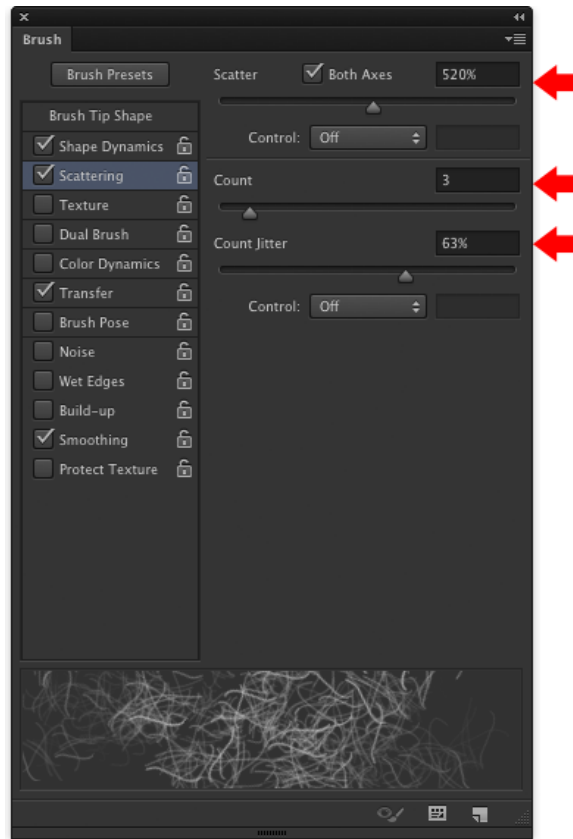 Brush
Brush Presets
Scatter Both Axes 520%
Brush Tip Shape
Control: Off
Shape Dynamics
Scattering
Count 3
Texture
Dual Brush
Count Jitter 63%
Color Dynamics
Transfer
Control: Off
Brush Pose
Noise
Wet Edges
Build-up
Smoothing
Protect Texture